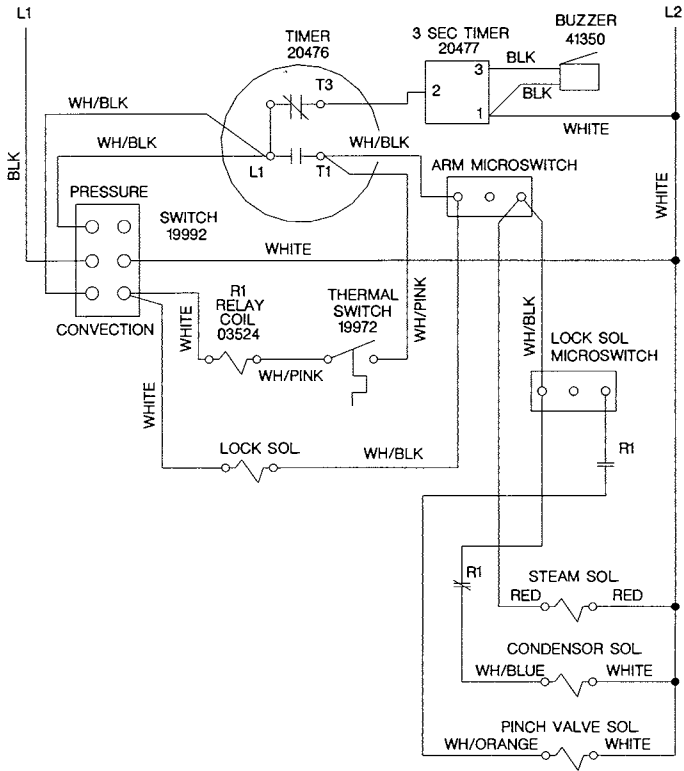 L1
L2
TIMER
20476
3 SEC TIMER
20477
BUZZER
41350
T3
3
BLK
2
BLK
1
WHITE
WH/BLK
WH/BLK
WH/BLK
L1
T1
ARM MICROSWITCH
BLK
WHITE
PRESSURE
SWITCH
19992
WHITE
CONVECTION
R1
RELAY
COIL
03524
THERMAL
SWITCH
19972
WHITE
WH/PINK
WH/PINK
WH/BLK
LOCK SOL
MICROSWITCH
WHITE
LOCK SOL.
WH/BLK
R1
R1
STEAM SOL.
RED
RED
CONDENSOR SOL.
WH/BLUE
WHITE
PINCH VALVE SOL.
WH/ORANGE
WHITE